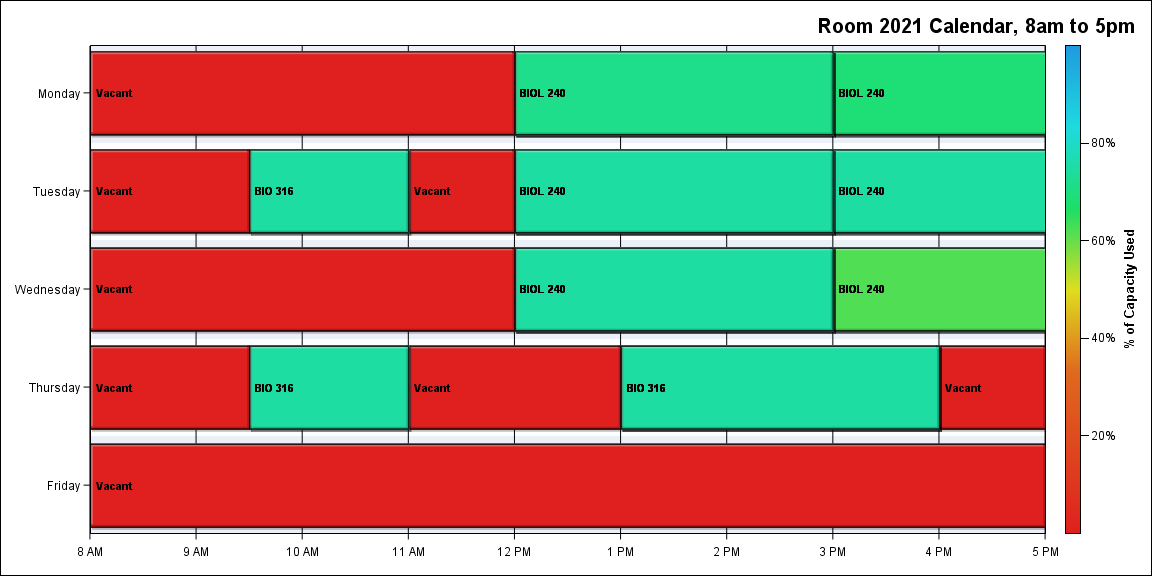 Room 2021 Calendar, 8am to 5pm
Monday
Vacant
BIOL 240
BIOL 240
Tuesday
Vacant
BIO 316
Vacant
BIOL 240
BIOL 240
Wednesday
Vacant
BIOL 240
BIOL 240
Thursday
Vacant
BIO 316
Vacant
BIO 316
Vacant
Friday
Vacant
8 AM
9 AM
10 AM
11 AM
12 PM
1 PM
2 PM
3 PM
4 PM
5 PM
80%
60%
40%
20%
% of Capacity Used